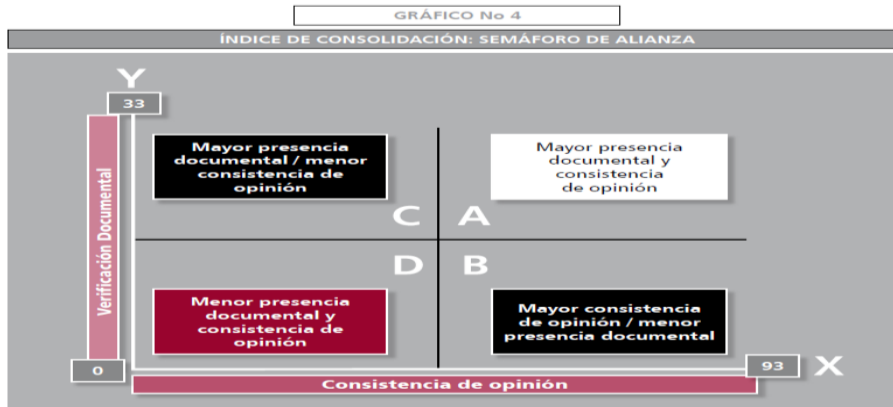 GRÁFICO No 4
ÍNDICE DE CONSOLIDACIÓN: SEMÁFORO DE ALIANZA
Y
33
Verificación Documental
Mayor presencia
documental / menor
consistencia de
opinión
Mayor presencia
documental y
consistencia
de opinión
C
A
D
B
Menor presencia
documental y
consistencia de
opinión
Mayor consistencia
de opinión / menor
presencia documental
0
93
X
Consistencia de opinión